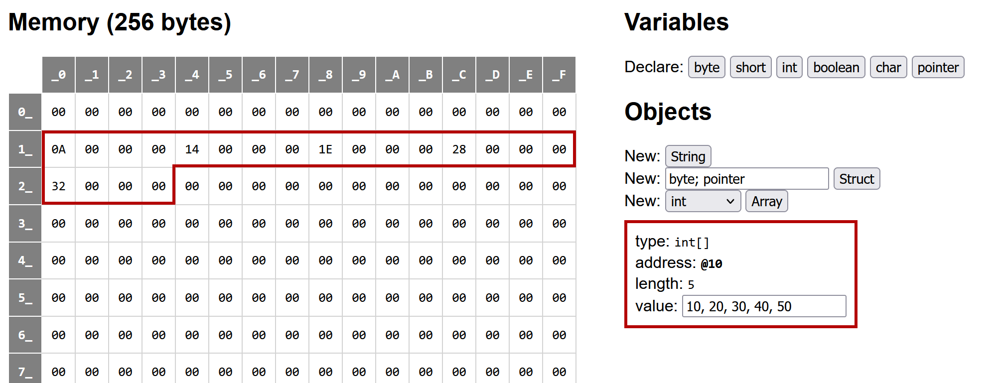 Memory (256 bytes)
_0 _1 _2 _3 _4 _5 _6 _7 _8 _9 _A _B _C _D _E _F
0_ 00 00 00 00 00 00 00 00 00 00 00 00 00 00 00 00
1_ 0A 00 00 00 14 00 00 00 1E 00 00 00 28 00 00 00
2_ 32 00 00 00 00 00 00 00 00 00 00 00 00 00 00 00
3_ 00 00 00 00 00 00 00 00 00 00 00 00 00 00 00 00
4_ 00 00 00 00 00 00 00 00 00 00 00 00 00 00 00 00
5_ 00 00 00 00 00 00 00 00 00 00 00 00 00 00 00 00
6_ 00 00 00 00 00 00 00 00 00 00 00 00 00 00 00 00
7_ 00 00 00 00 00 00 00 00 00 00 00 00 00 00 00 00
Variables
Declare: byte short int boolean char pointer
Objects
New: String
New: byte; pointer Struct
New: int Array
type: int[]
address: @10
length: 5
value: 10, 20, 30, 40, 50